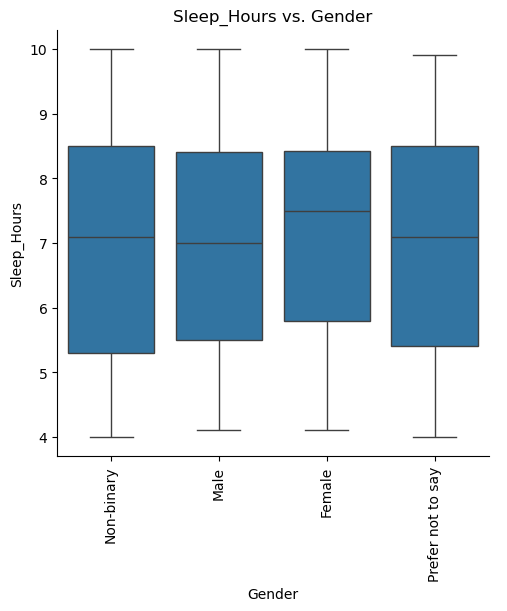 Sleep_Hours vs. Gender
10
9
8
7
6
5
4
Sleep_Hours
Non-binary
Male
Female
Prefer not to say
Gender